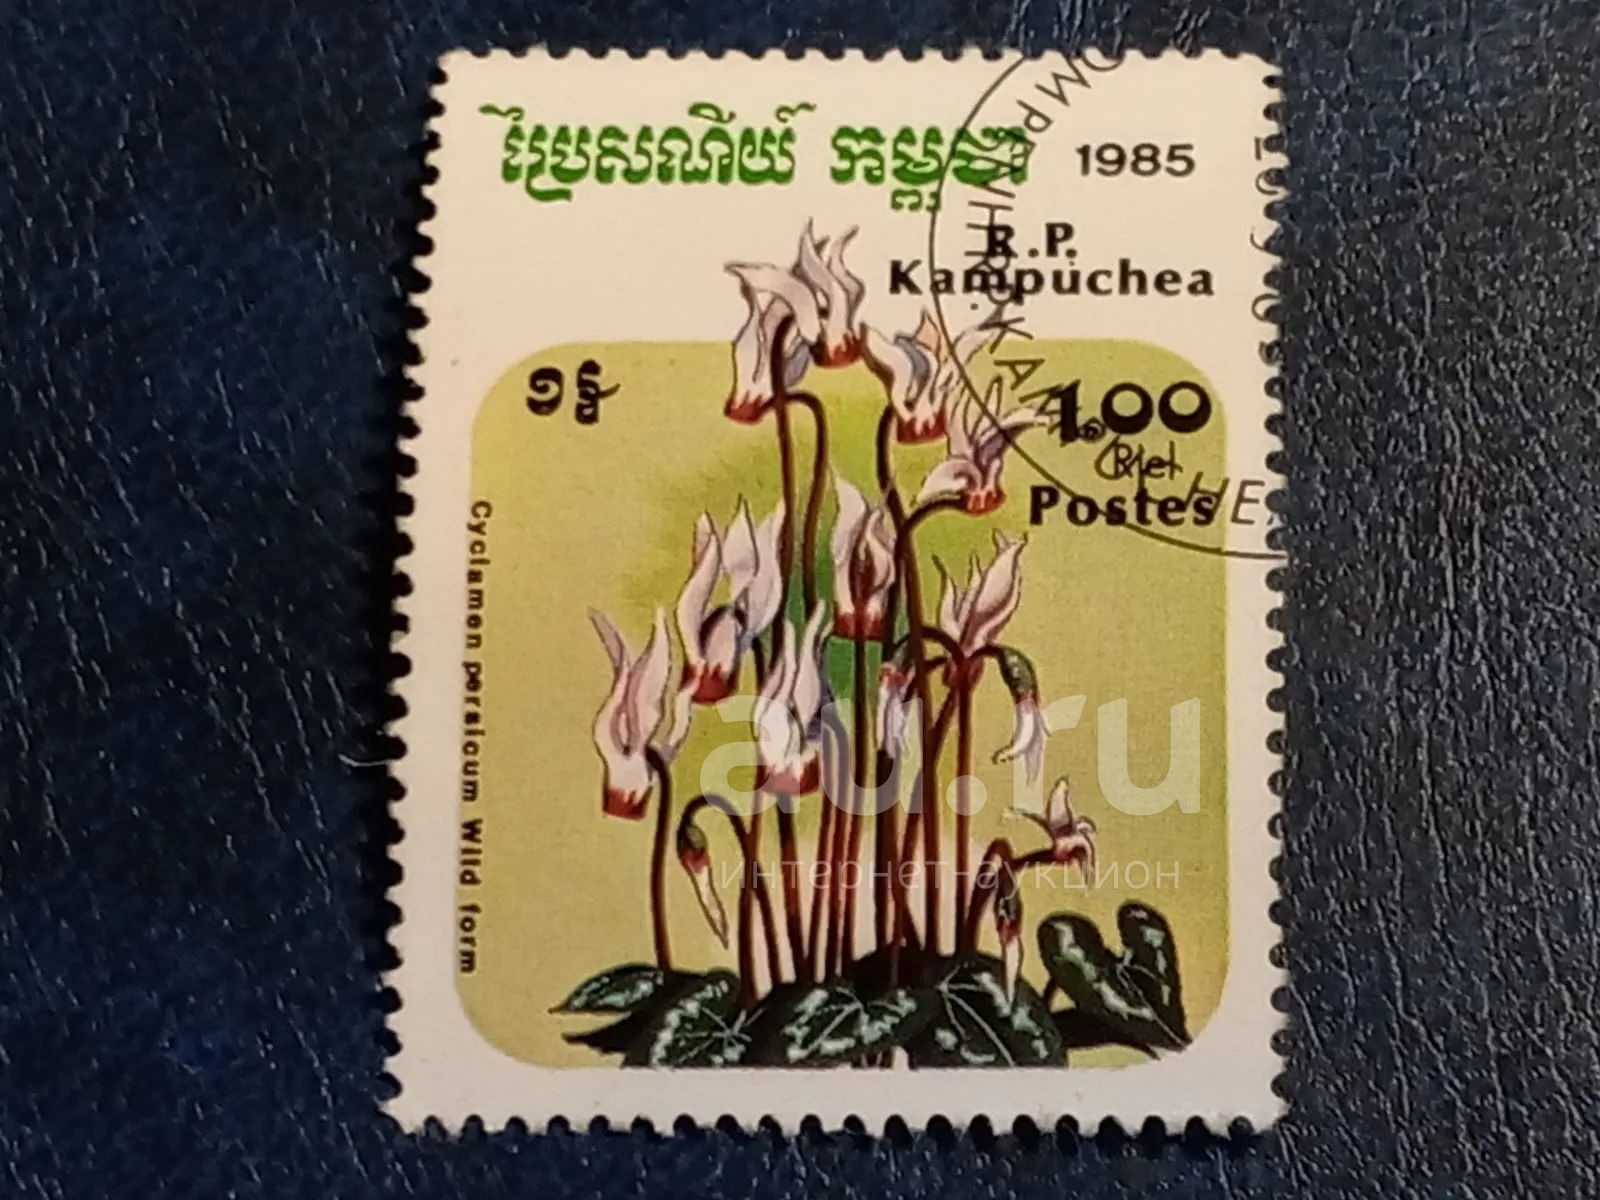 ប្រៃសណីយ៍ កម្ពុជា 1985
R.P.
Kampuchea
១រ
1.00
Riel
Postes
Cyclamen persicum Wild form
au.ru
интернет-аукцион